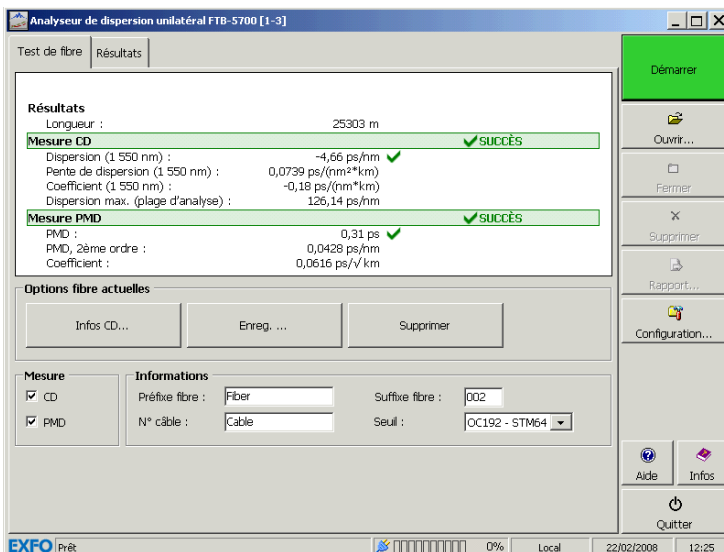 Analyseur de dispersion unilatéral FTB-5700 [1-3]
Test de fibre Résultats
Résultats
Longueur : 25303 m
Mesure CD SUCCÈS
Dispersion (1 550 nm) : -4,66 ps/nm
Pente de dispersion (1 550 nm) : 0,0739 ps/(nm²*km)
Coefficient (1 550 nm) : -0,18 ps/(nm*km)
Dispersion max. (plage d'analyse) : 126,14 ps/nm
Mesure PMD SUCCÈS
PMD : 0,31 ps
PMD, 2ème ordre : 0,0428 ps/nm
Coefficient : 0,0616 ps/√km
Options fibre actuelles
Infos CD... Enreg. ... Supprimer
Mesure
CD
PMD
Informations
Préfixe fibre : Fiber Suffixe fibre : 002
N° câble : Cable Seuil : OC192 - STM64
Démarrer
Ouvrir...
Fermer
Supprimer
Rapport...
Configuration...
Aide Infos
Quitter
EXFO Prêt 0% Local 22/02/2008 12:25